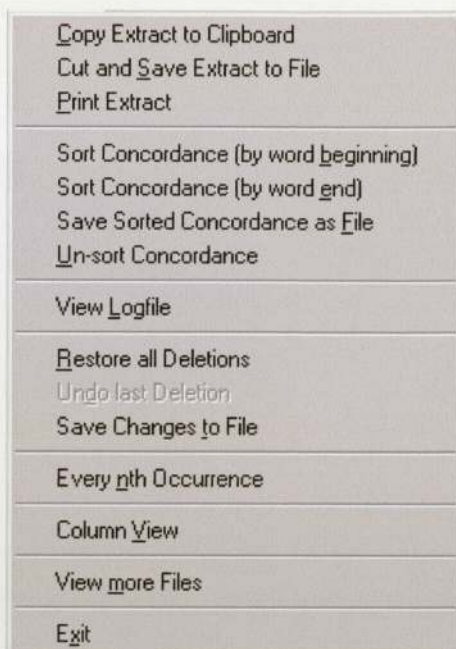 Copy Extract to Clipboard
Cut and Save Extract to File
Print Extract
Sort Concordance (by word beginning)
Sort Concordance (by word end)
Save Sorted Concordance as File
Un-sort Concordance
View Logfile
Restore all Deletions
Undo last Deletion
Save Changes to File
Every nth Occurrence
Column View
View more Files
Exit